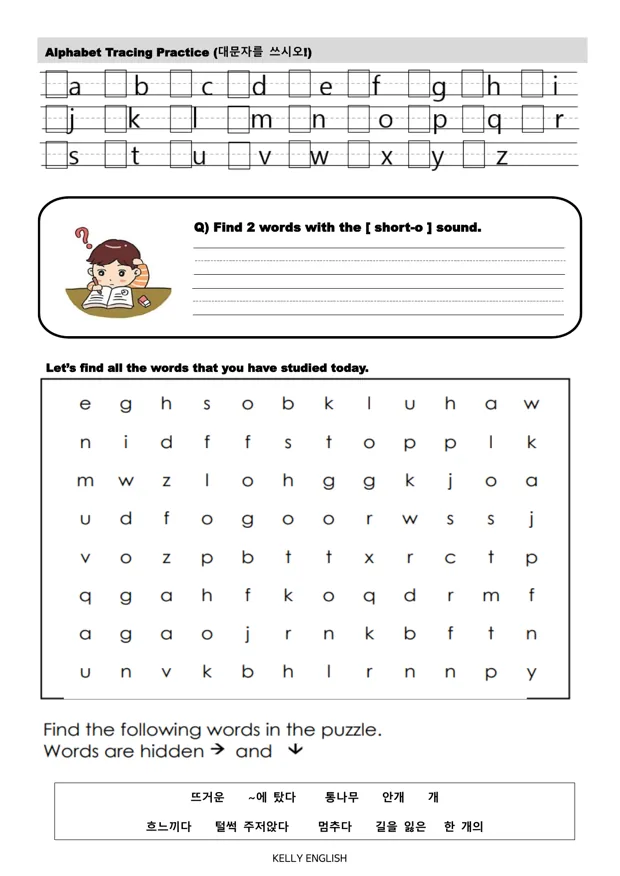 Alphabet Tracing Practice (대문자를 쓰시오!)
a b c d e f g h i
j k l m n o p q r
s t u v w x y z
?
Q) Find 2 words with the [ short-o ] sound.
Let's find all the words that you have studied today.
e g h s o b k l u h a w
n i d f f s t o p p l k
m w z l o h g g k j o a
u d f o g o o r w s s j
v o z p b t t x r c t p
q g a h f k o q d r m f
a g a o j r n k b f t n
u n v k b h l r n n p y
Find the following words in the puzzle.
Words are hidden → and ↓
뜨거운 ~에 탔다 통나무 안개 개
흐느끼다 털썩 주저앉다 멈추다 길을 잃은 한 개의
KELLY ENGLISH